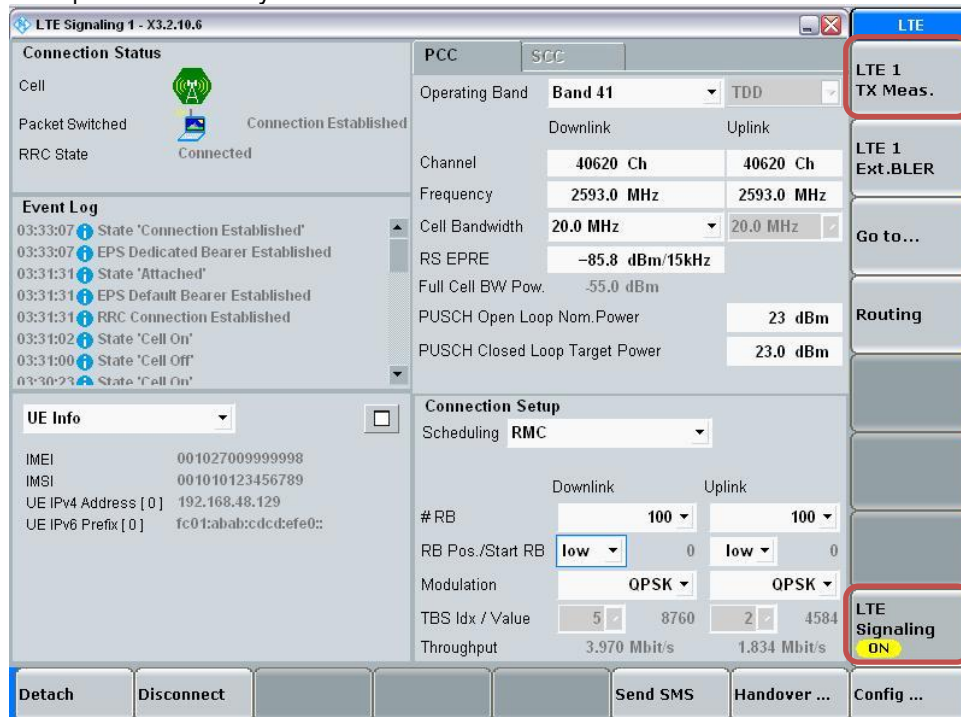 LTE Signaling 1 - X3.2.10.6
LTE
Connection Status
Cell
Packet Switched Connection Established
RRC State Connected
Event Log
03:33:07 State 'Connection Established'
03:33:07 EPS Dedicated Bearer Established
03:31:31 State 'Attached'
03:31:31 EPS Default Bearer Established
03:31:31 RRC Connection Established
03:31:02 State 'Cell On'
03:31:00 State 'Cell Off'
03:30:23 State 'Cell On'
UE Info
IMEI 001027009999998
IMSI 001010123456789
UE IPv4 Address [ 0 ] 192.168.48.129
UE IPv6 Prefix [ 0 ] fc01:abab:cdcd:efe0::
PCC SCC
Operating Band Band 41 TDD
Downlink Uplink
Channel 40620 Ch 40620 Ch
Frequency 2593.0 MHz 2593.0 MHz
Cell Bandwidth 20.0 MHz 20.0 MHz
RS EPRE -85.8 dBm/15kHz
Full Cell BW Pow. -55.0 dBm
PUSCH Open Loop Nom.Power 23 dBm
PUSCH Closed Loop Target Power 23.0 dBm
Connection Setup
Scheduling RMC
Downlink Uplink
# RB 100 100
RB Pos./Start RB low 0 low 0
Modulation QPSK QPSK
TBS Idx / Value 5 8760 2 4584
Throughput 3.970 Mbit/s 1.834 Mbit/s
LTE 1
TX Meas.
LTE 1
Ext.BLER
Go to...
Routing
LTE
Signaling
ON
Detach Disconnect Send SMS Handover ... Config ...